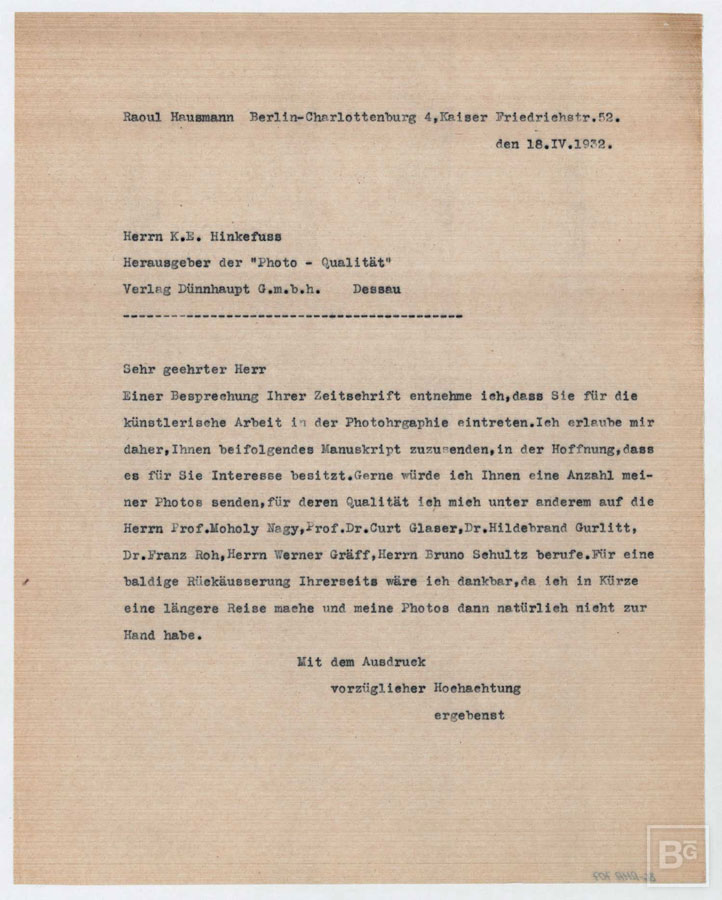 Raoul Hausmann  Berlin-Charlottenburg 4,Kaiser Friedrichstr.52.
den 18.IV.1932.
Herrn K.E. Hinkefuss
Herausgeber der "Photo - Qualität"
Verlag Dünnhaupt G.m.b.h.    Dessau
-------------------------------------------
Sehr geehrter Herr
Einer Besprechung Ihrer Zeitschrift entnehme ich,dass Sie für die
künstlerische Arbeit in der Photohrgaphie eintreten.Ich erlaube mir
daher,Ihnen beifolgendes Manuskript zuzusenden,in der Hoffnung,dass
es für Sie Interesse besitzt.Gerne würde ich Ihnen eine Anzahl mei-
ner Photos senden,für deren Qualität ich mich unter anderem auf die
Herrn Prof.Moholy Nagy,Prof.Dr.Curt Glaser,Dr.Hildebrand Gurlitt,
Dr.Franz Roh,Herrn Werner Gräff,Herrn Bruno Schultz berufe.Für eine
baldige Rückäusserung Ihrerseits wäre ich dankbar,da ich in Kürze
eine längere Reise mache und meine Photos dann natürlich nicht zur
Hand habe.
Mit dem Ausdruck
vorzüglicher Hochachtung
ergebenst
BG